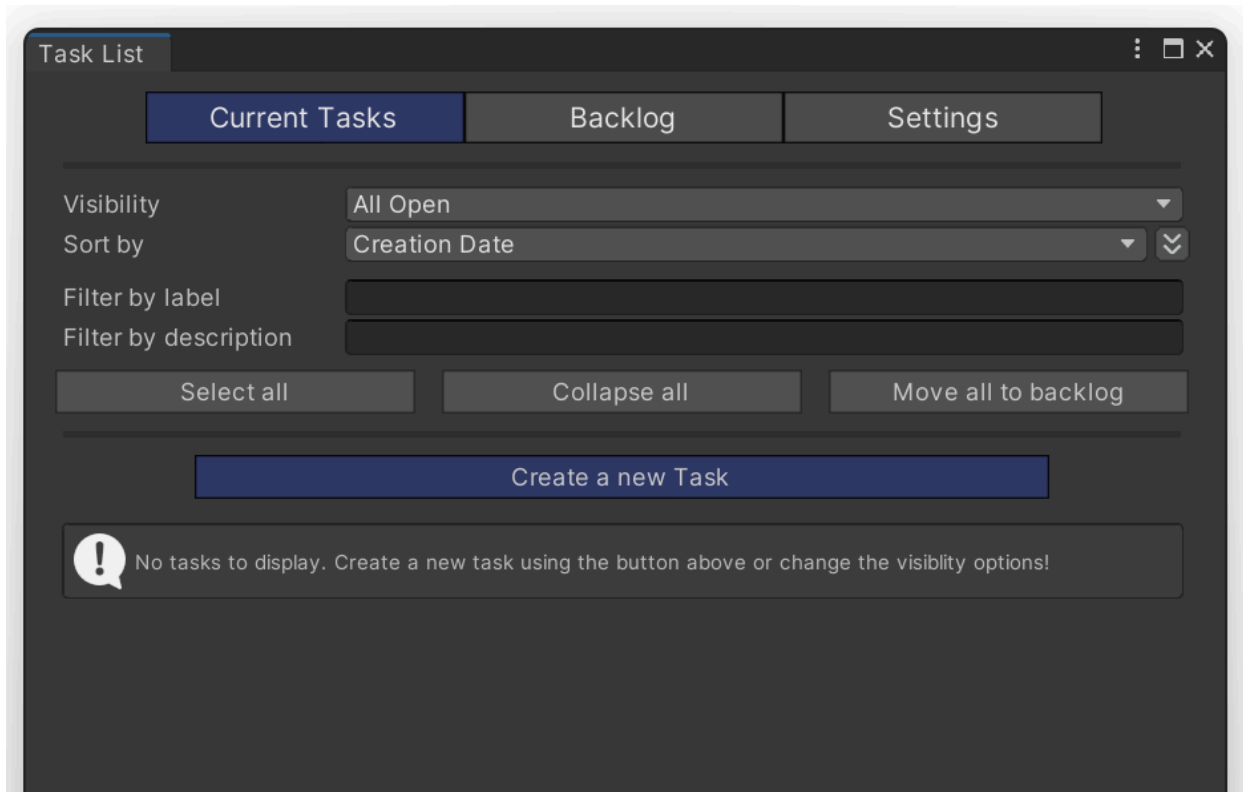 Task List
Current Tasks Backlog Settings
Visibility All Open
Sort by Creation Date
Filter by label
Filter by description
Select all Collapse all Move all to backlog
Create a new Task
No tasks to display. Create a new task using the button above or change the visiblity options!